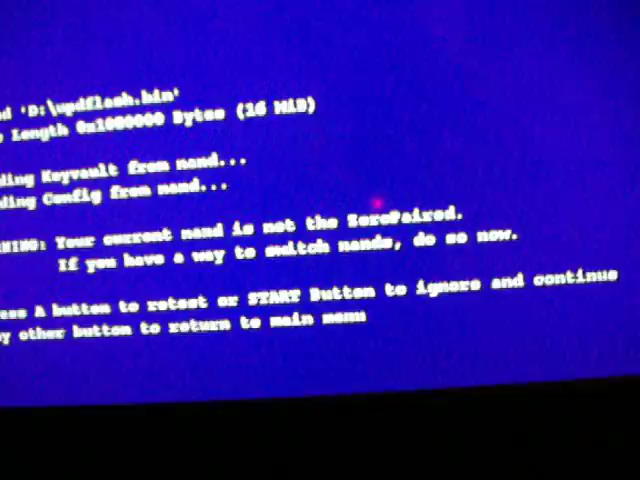 'D:\updflash.bin'
Length 0x1000000 Bytes (16 MiB)
Keyvault from nand...
Config from nand...
Your current nand is not the ZeroPaired.
If you have a way to switch nands, do so now.
A button to retest or START Button to ignore and continue
other button to return to main menu